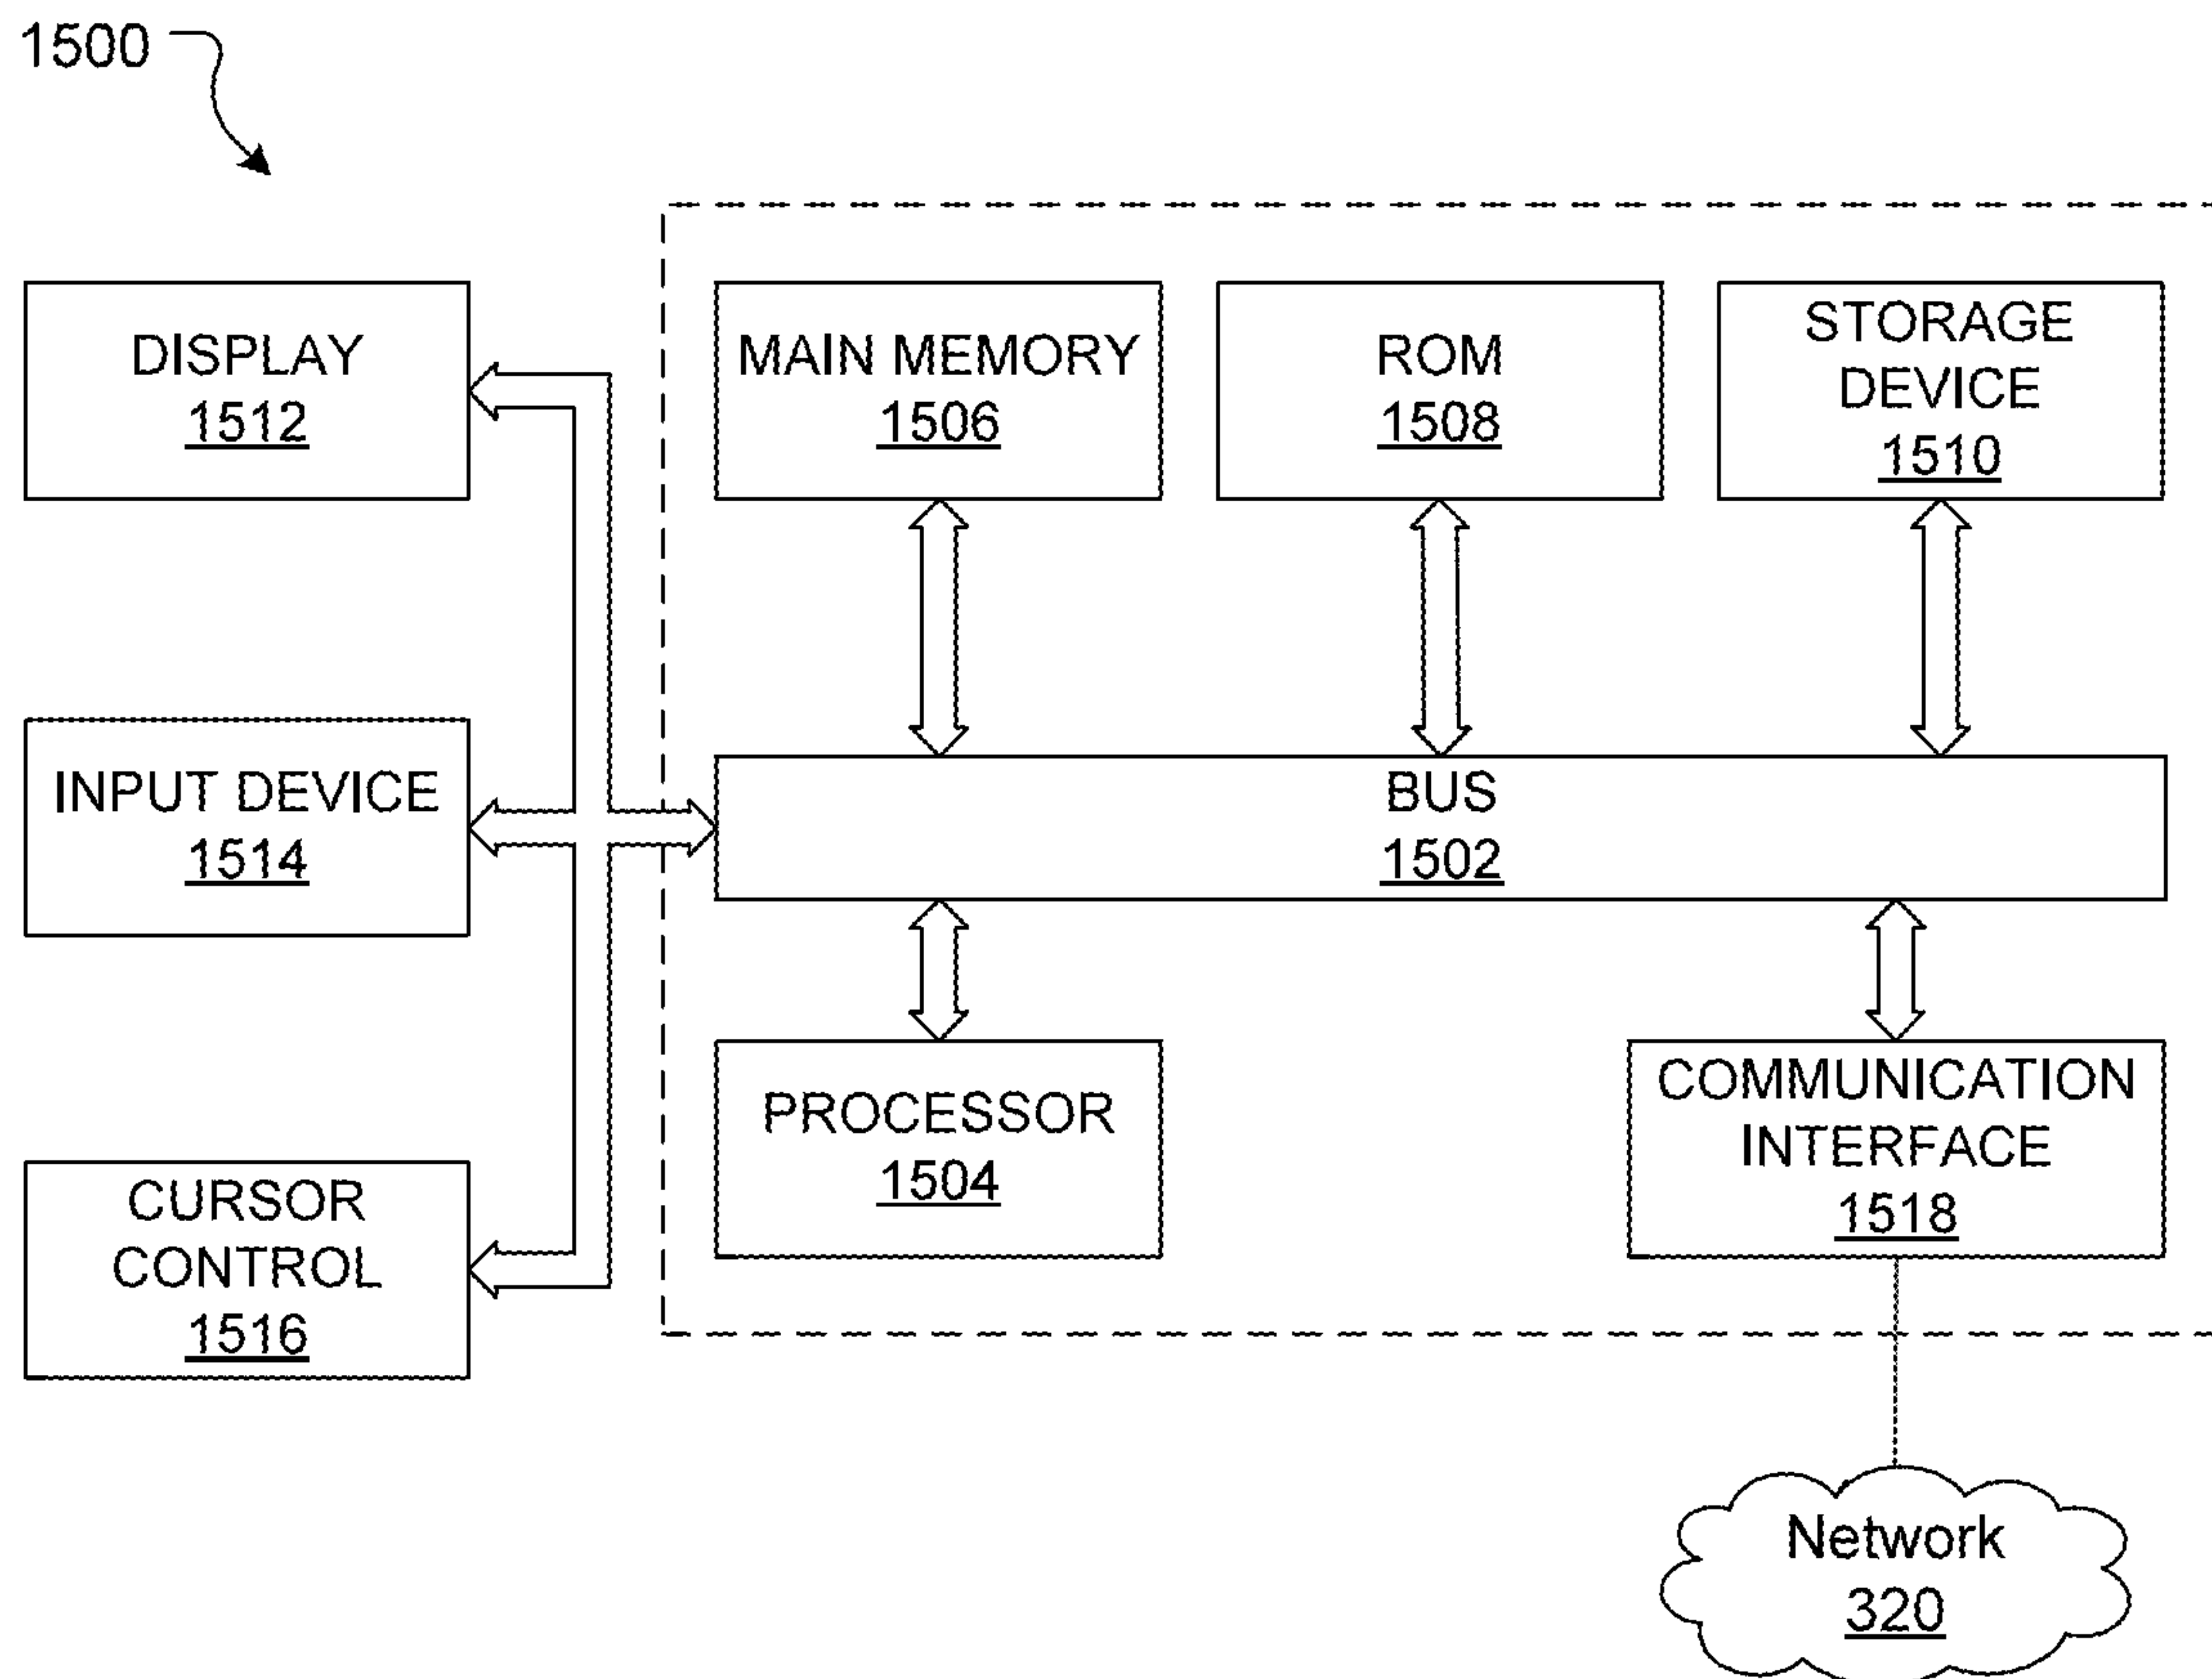 1500
DISPLAY
1512
MAIN MEMORY
1506
ROM
1508
STORAGE
DEVICE
1510
INPUT DEVICE
1514
BUS
1502
CURSOR
CONTROL
1516
PROCESSOR
1504
COMMUNICATION
INTERFACE
1518
Network
320